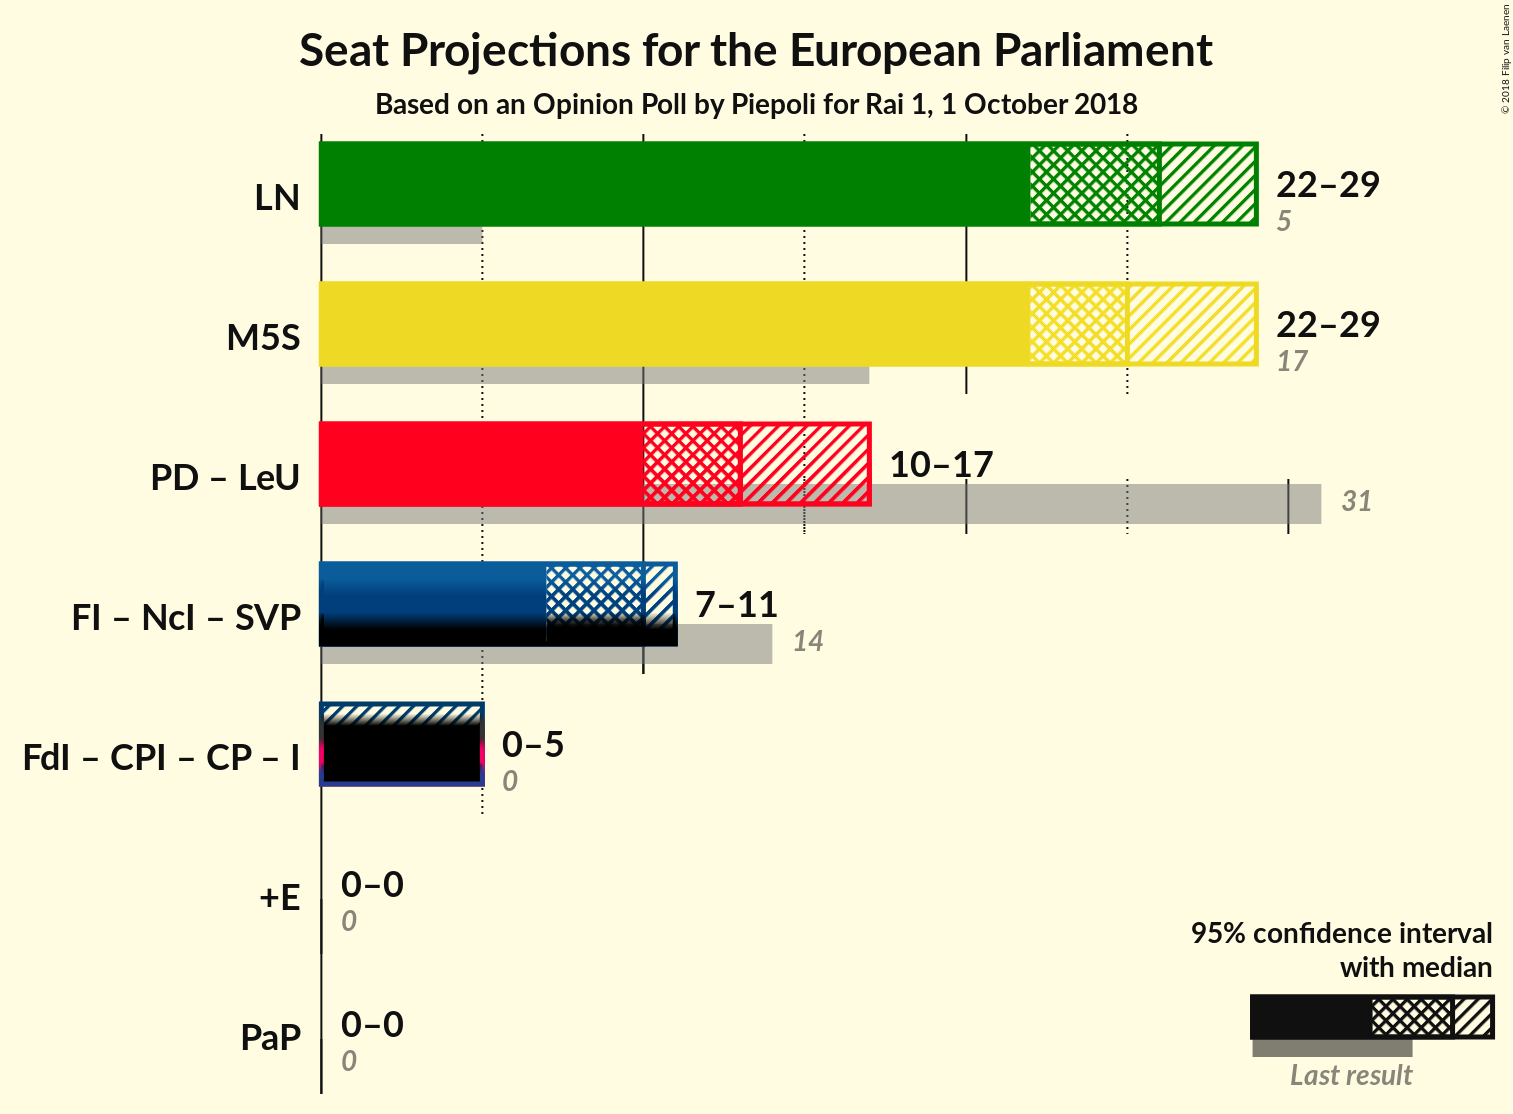 Seat Projections for the European Parliament
Based on an Opinion Poll by Piepoli for Rai 1, 1 October 2018
© 2018 Filip van Laenen
LN
22–29
5
M5S
22–29
17
PD – LeU
10–17
31
FI – NcI – SVP
7–11
14
FdI – CPI – CP – I
0–5
0
+E
0–0
0
PaP
0–0
0
95% confidence interval
with median
Last result